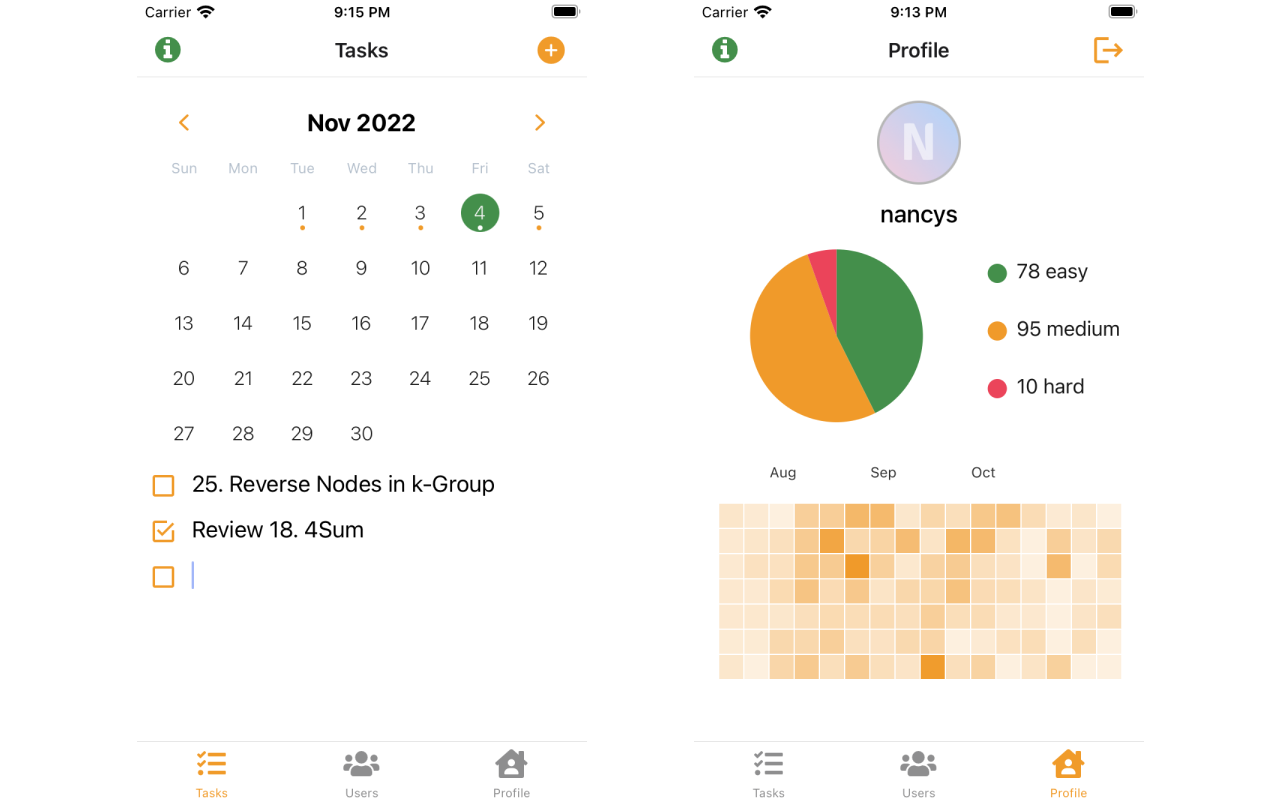 Carrier 9:15 PM
Tasks
Nov 2022
Sun Mon Tue Wed Thu Fri Sat
1 2 3 4 5
6 7 8 9 10 11 12
13 14 15 16 17 18 19
20 21 22 23 24 25 26
27 28 29 30
25. Reverse Nodes in k-Group
Review 18. 4Sum
Tasks Users Profile
Carrier 9:13 PM
Profile
N
nancys
78 easy
95 medium
10 hard
Aug Sep Oct
Tasks Users Profile